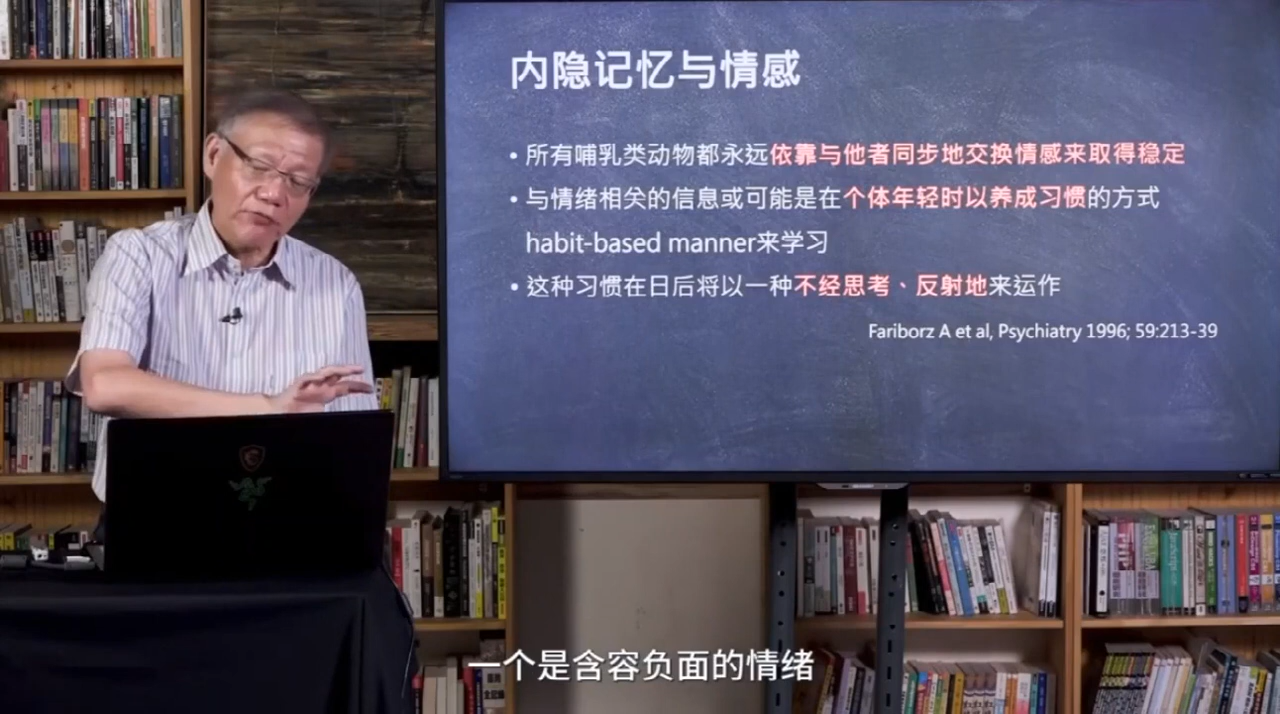 内隐记忆与情感
• 所有哺乳类动物都永远依靠与他者同步地交换情感来取得稳定
• 与情绪相关的信息或可能是在个体年轻时以养成习惯的方式
habit-based manner来学习
• 这种习惯在日后将以一种不经思考、反射地来运作
Fariborz A et al, Psychiatry 1996; 59:213-39
一个是含容负面的情绪